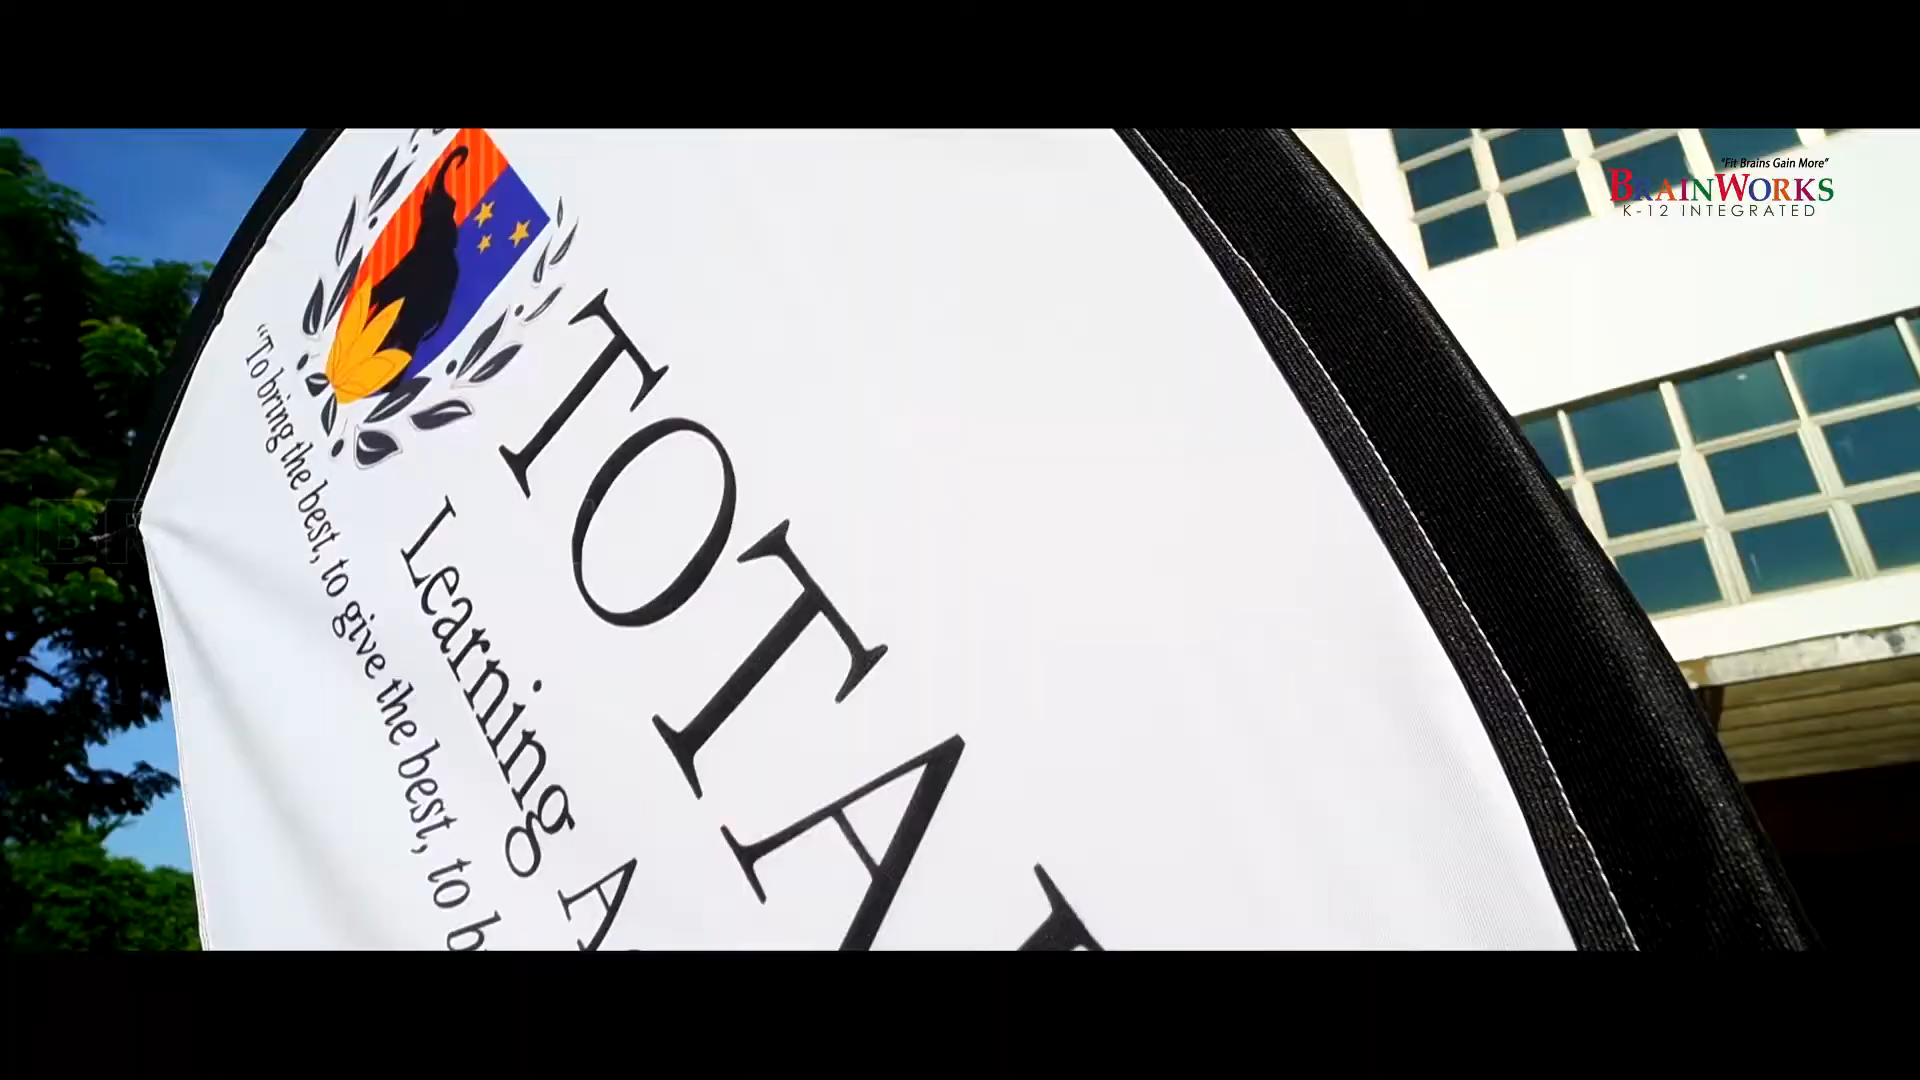 "Fit Brains Gain More"
BRAINWORKS
K-12 INTEGRATED
TOTA
Learning
"To bring the best, to give the best, to